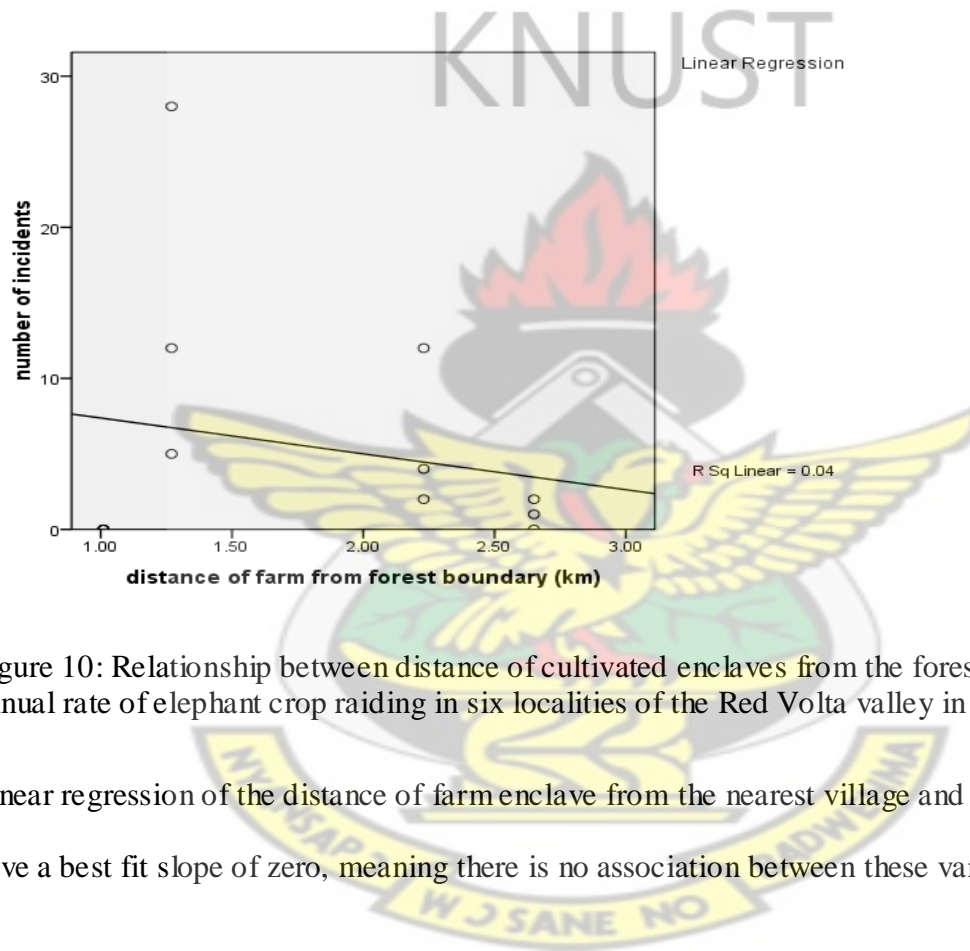 KNUST
Linear Regression
30
20
10
0
number of incidents
R Sq Linear = 0.04
1.00 1.50 2.00 2.50 3.00
distance of farm from forest boundary (km)
gure 10: Relationship between distance of cultivated enclaves from the fores
nual rate of elephant crop raiding in six localities of the Red Volta valley in
near regression of the distance of farm enclave from the nearest village and
ve a best fit slope of zero, meaning there is no association between these var
W J SANE NO